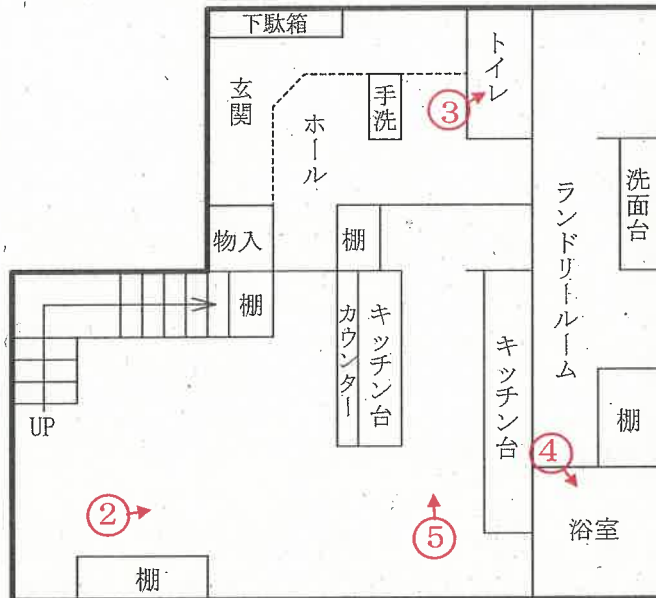 下駄箱
玄関
ホール
手洗
トイレ
③
ランドリールーム
洗面台
物入
棚
棚
カウンター
キッチン台
キッチン台
棚
UP
②
④
⑤
浴室
棚